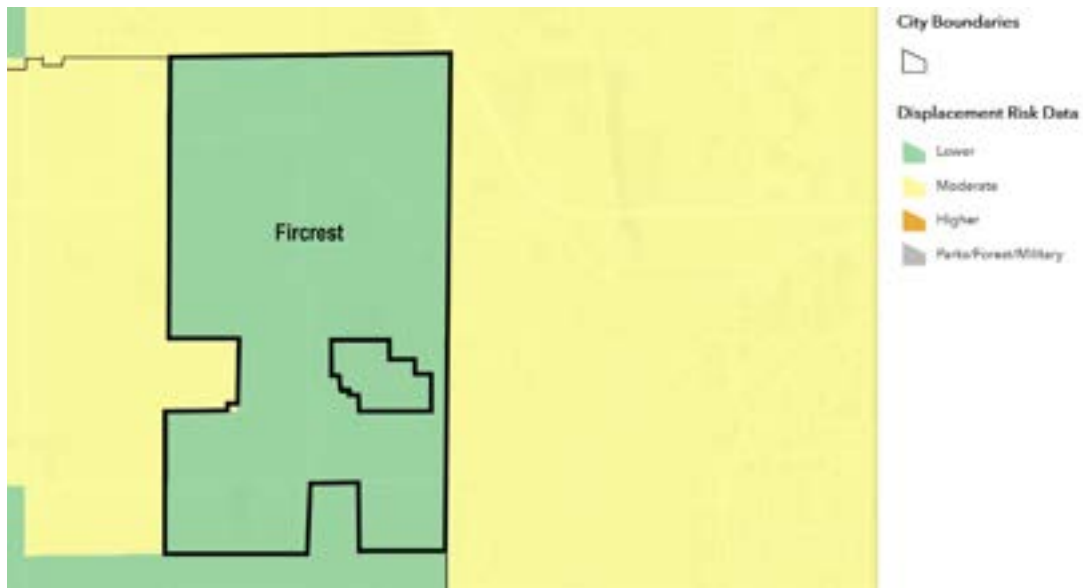 City Boundaries
Displacement Risk Data
Lower
Moderate
Higher
Parks/Forest/Military
Fircrest